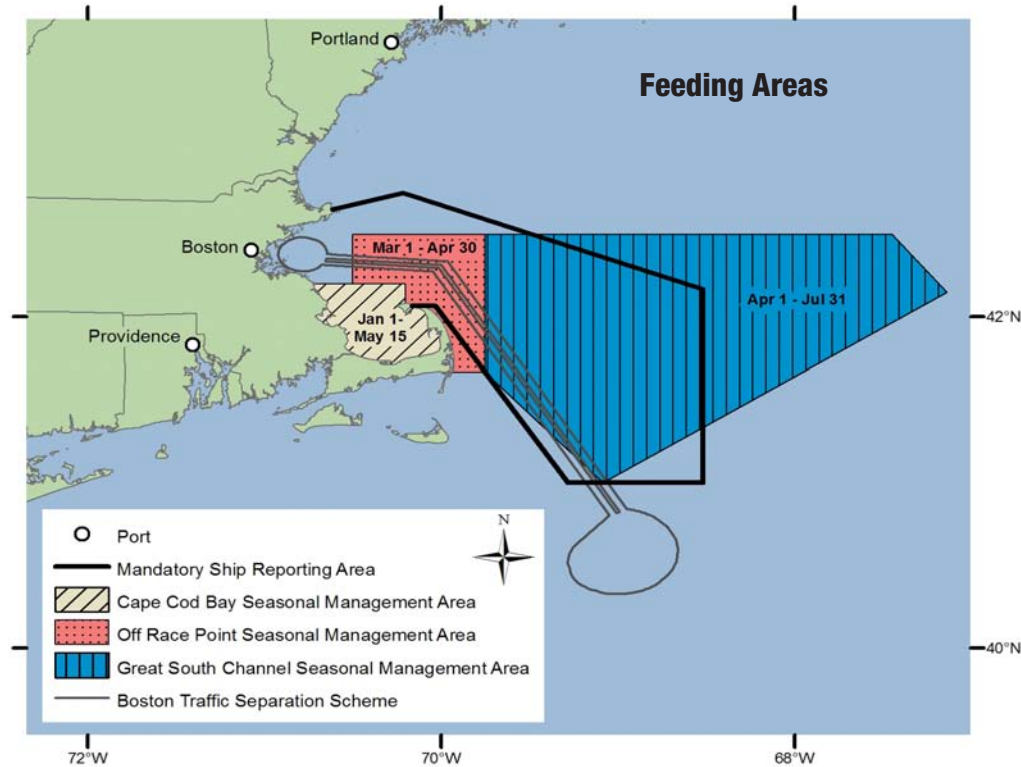 Portland
Feeding Areas
Boston
Mar 1 - Apr 30
Apr 1 - Jul 31
Jan 1-
May 15
42°N
Providence
N
Port
Mandatory Ship Reporting Area
Cape Cod Bay Seasonal Management Area
Off Race Point Seasonal Management Area
Great South Channel Seasonal Management Area
Boston Traffic Separation Scheme
40°N
72°W
70°W
68°W